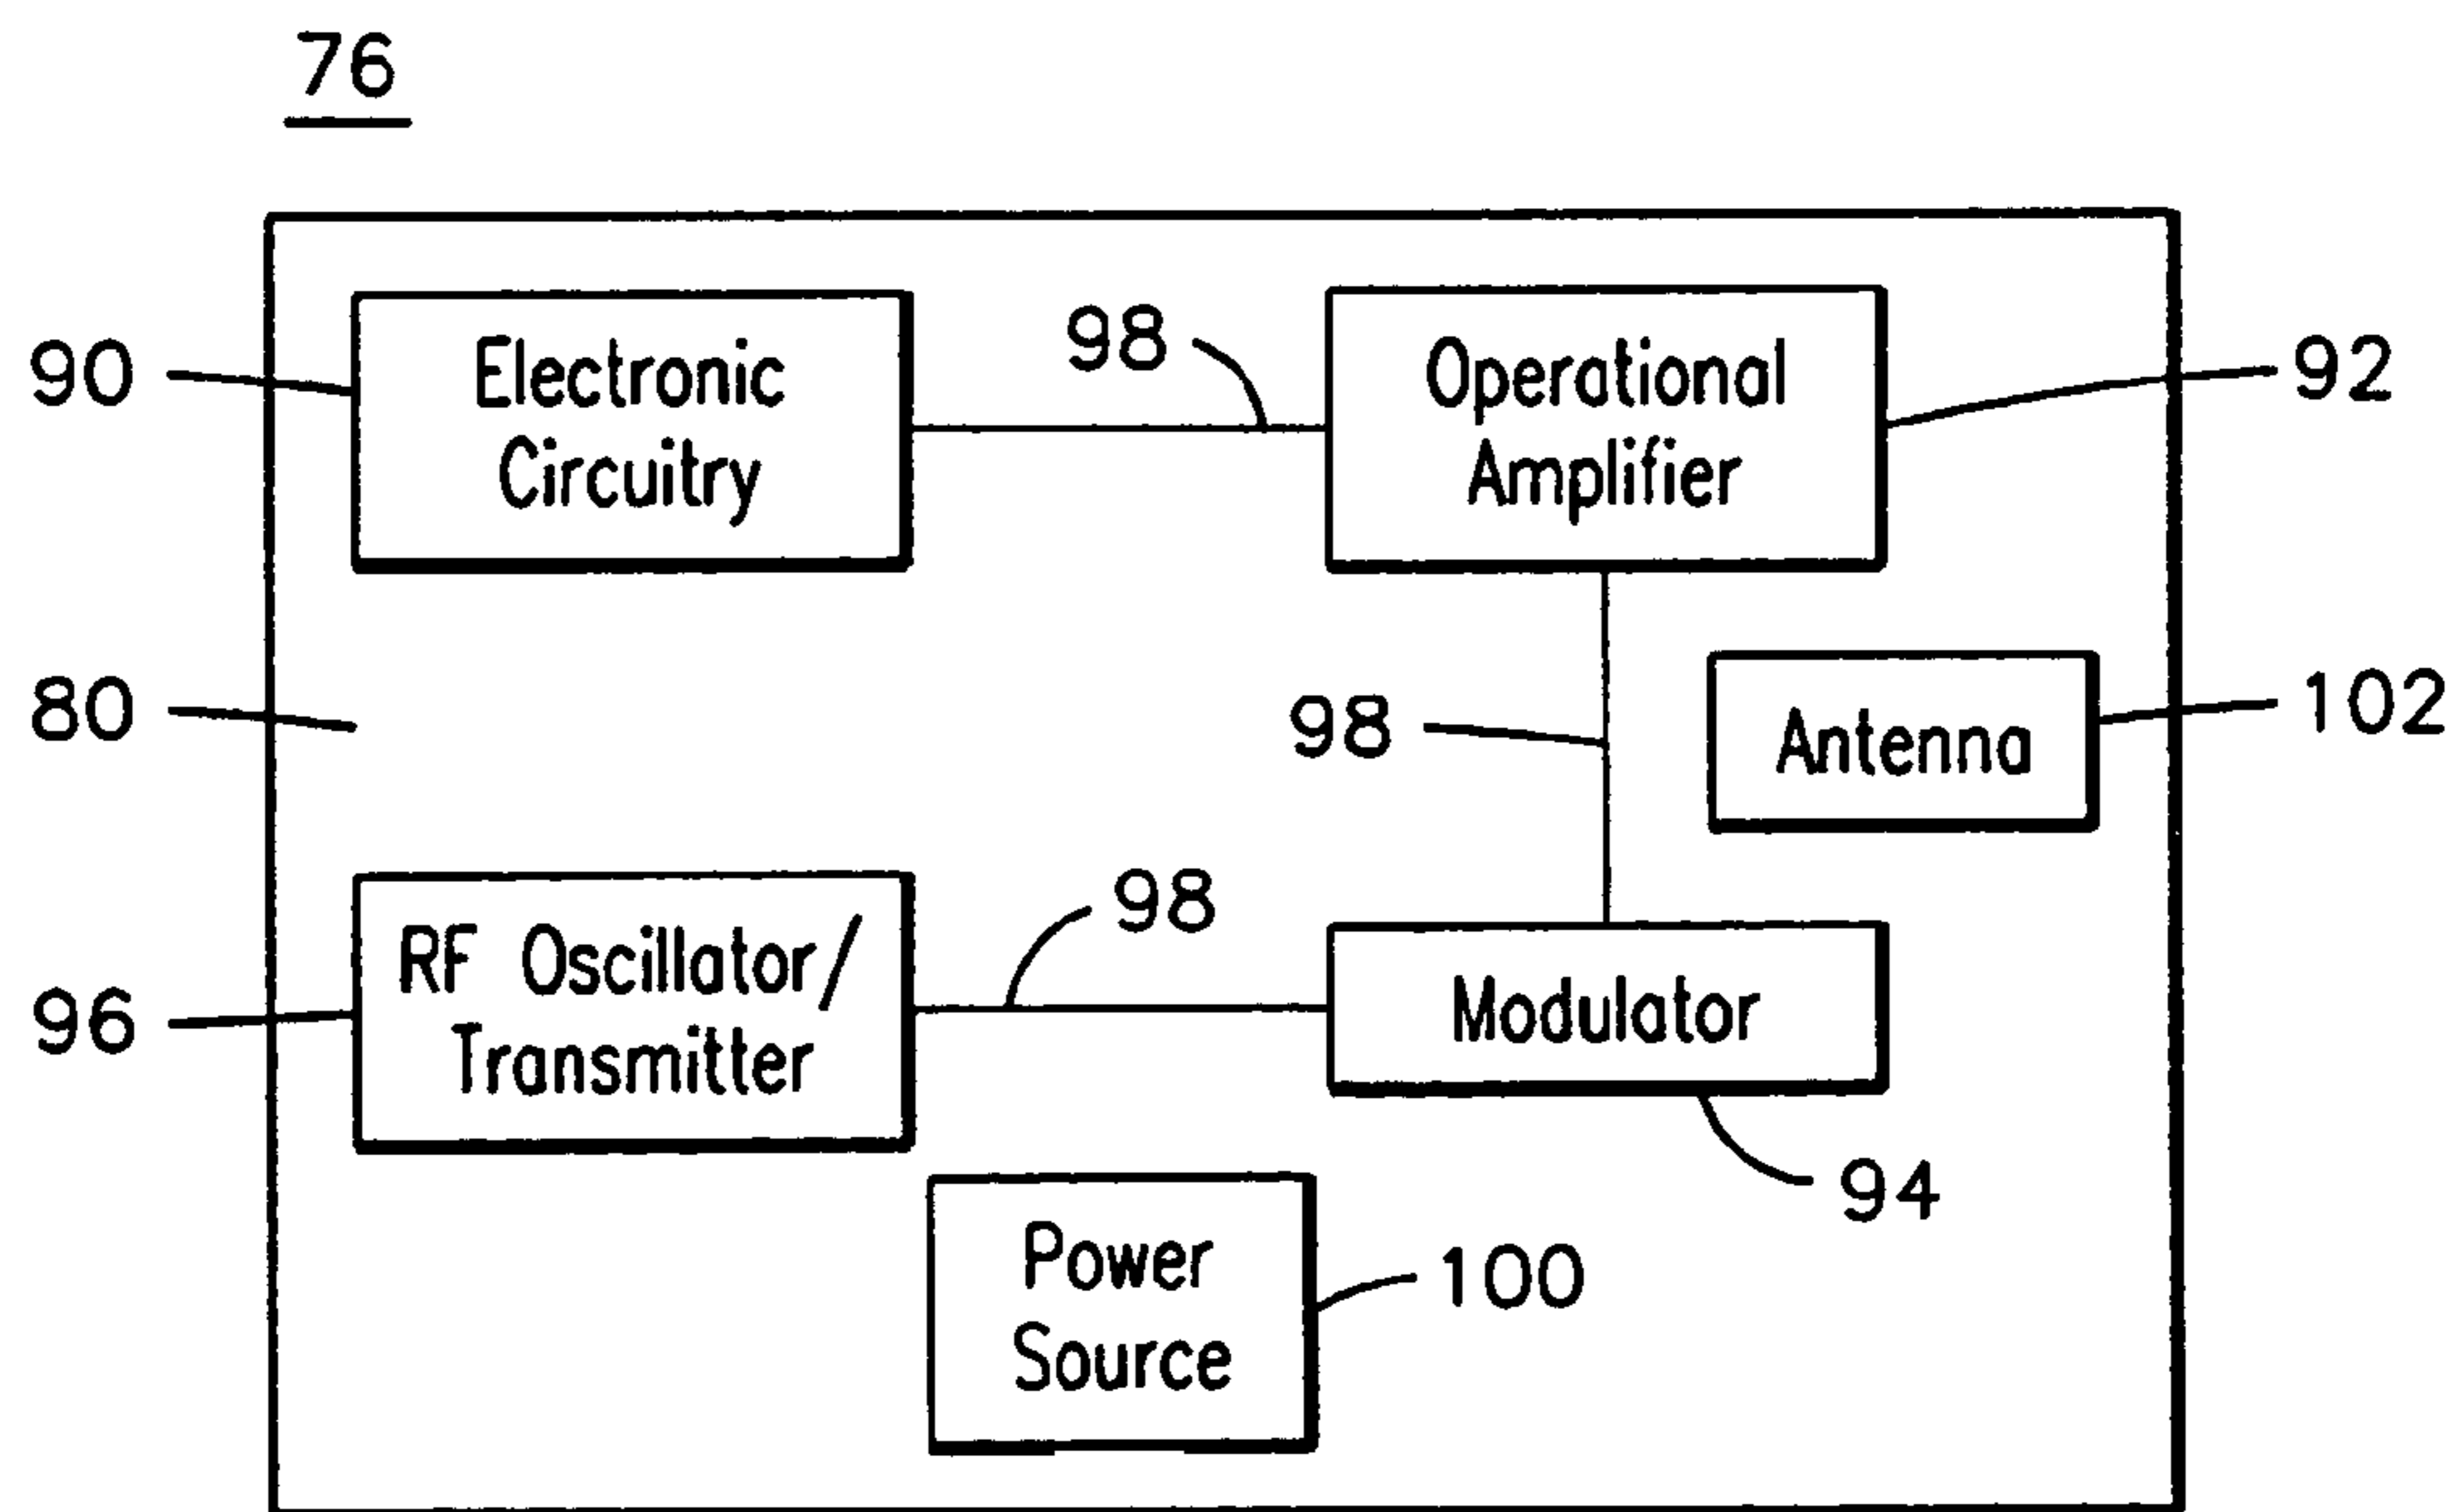 76
90
Electronic
Circuitry
98
Operational
Amplifier
92
80
98
Antenna
102
96
RF Oscillator/
Transmitter
98
Modulator
94
Power
Source
100